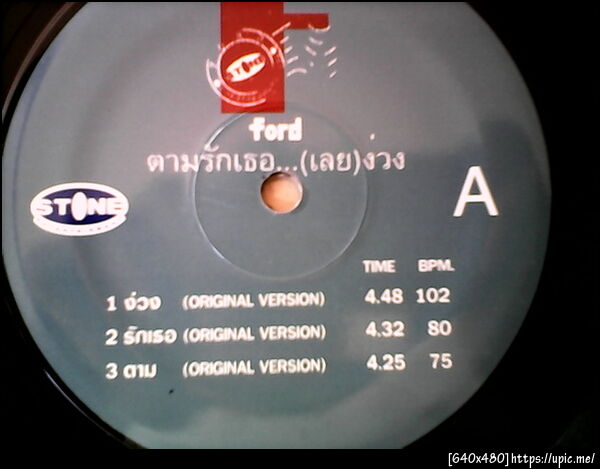 STONE
ford
ตามรักเธอ...(เลย)ง่วง
STONE
A
TIME BPM.
1 ง่วง (ORIGINAL VERSION) 4.48 102
2 รักเธอ (ORIGINAL VERSION) 4.32 80
3 ตาม (ORIGINAL VERSION) 4.25 75
[640x480]https://upic.me/